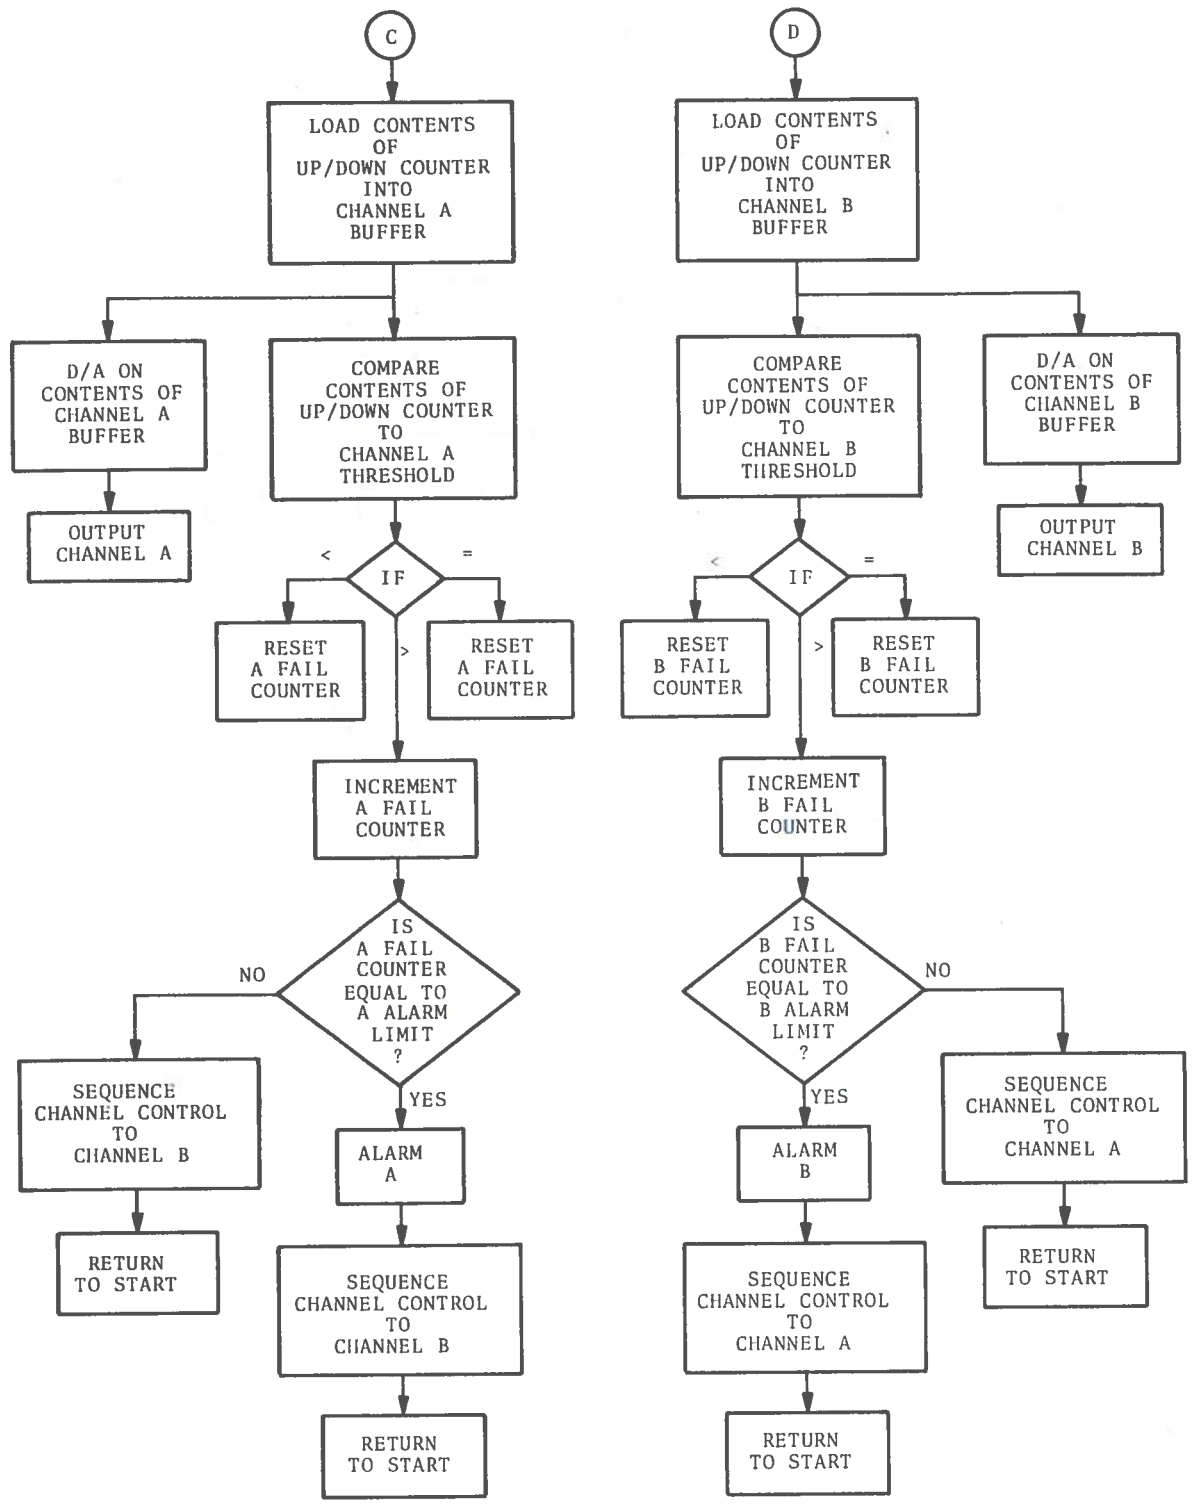 C
LOAD CONTENTS
OF
UP/DOWN COUNTER
INTO
CHANNEL A
BUFFER
D/A ON
CONTENTS OF
CHANNEL A
BUFFER
OUTPUT
CHANNEL A
COMPARE
CONTENTS OF
UP/DOWN COUNTER
TO
CHANNEL A
THRESHOLD
<
IF
=
>
RESET
A FAIL
COUNTER
RESET
A FAIL
COUNTER
INCREMENT
A FAIL
COUNTER
IS
A FAIL
COUNTER
EQUAL TO
A ALARM
LIMIT
?
NO
YES
SEQUENCE
CHANNEL CONTROL
TO
CHANNEL B
RETURN
TO START
ALARM
A
SEQUENCE
CHANNEL CONTROL
TO
CHANNEL B
RETURN
TO START
D
LOAD CONTENTS
OF
UP/DOWN COUNTER
INTO
CHANNEL B
BUFFER
COMPARE
CONTENTS OF
UP/DOWN COUNTER
TO
CHANNEL B
THRESHOLD
D/A ON
CONTENTS OF
CHANNEL B
BUFFER
OUTPUT
CHANNEL B
<
IF
=
>
RESET
B FAIL
COUNTER
RESET
B FAIL
COUNTER
INCREMENT
B FAIL
COUNTER
IS
B FAIL
COUNTER
EQUAL TO
B ALARM
LIMIT
?
NO
YES
ALARM
B
SEQUENCE
CHANNEL CONTROL
TO
CHANNEL A
RETURN
TO START
SEQUENCE
CHANNEL CONTROL
TO
CHANNEL A
RETURN
TO START